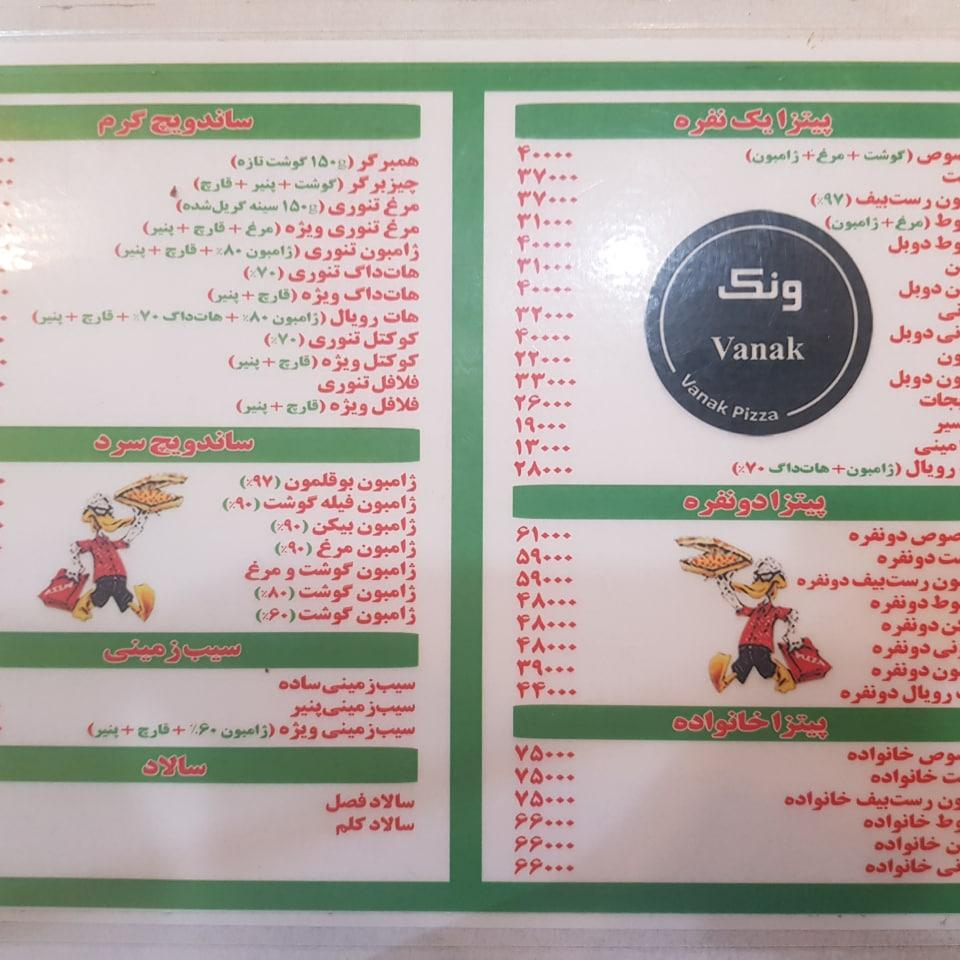 پیتزا یک نفره
(گوشت + مرغ + ژامبون) ۴۰۰۰۰
۳۷۰۰۰
رست‌بیف (۹۷٪) ۳۷۰۰۰
(مرغ + ژامبون) ۳۱۰۰۰
دوبل ۴۰۰۰۰
۳۱۰۰۰
دوبل ۴۰۰۰۰
۳۲۰۰۰
دوبل ۴۰۰۰۰
۲۲۰۰۰
دوبل ۳۳۰۰۰
۲۶۰۰۰
۱۹۰۰۰
۱۳۰۰۰
رویال (ژامبون + هات‌داگ ۷۰٪) ۲۸۰۰۰
ونک
Vanak
Vanak Pizza
پیتزا دونفره
دونفره ۶۱۰۰۰
دونفره ۵۹۰۰۰
رست‌بیف دونفره ۵۹۰۰۰
دونفره ۴۸۰۰۰
دونفره ۴۸۰۰۰
دونفره ۴۸۰۰۰
دونفره ۳۹۰۰۰
رویال دونفره ۴۴۰۰۰
پیتزا خانواده
خانواده ۷۵۰۰۰
خانواده ۷۵۰۰۰
رست‌بیف خانواده ۷۵۰۰۰
خانواده ۶۶۰۰۰
خانواده ۶۶۰۰۰
خانواده ۶۶۰۰۰
ساندویچ گرم
همبرگر (۱۵۰g گوشت تازه)
چیزبرگر (گوشت + پنیر + قارچ)
مرغ تنوری (۱۵۰g سینه گریل‌شده)
مرغ تنوری ویژه (مرغ + قارچ + پنیر)
ژامبون تنوری (ژامبون ۸۰٪ + قارچ + پنیر)
هات‌داگ تنوری (۷۰٪)
هات‌داگ ویژه (قارچ + پنیر)
هات رویال (ژامبون ۸۰٪ + هات‌داگ ۷۰٪ + قارچ + پنیر)
کوکتل تنوری (۷۰٪)
کوکتل ویژه (قارچ + پنیر)
فلافل تنوری
فلافل ویژه (قارچ + پنیر)
ساندویچ سرد
ژامبون بوقلمون (۹۷٪)
ژامبون فیله گوشت (۹۰٪)
ژامبون بیکن (۹۰٪)
ژامبون مرغ (۹۰٪)
ژامبون گوشت و مرغ
ژامبون گوشت (۸۰٪)
ژامبون گوشت (۶۰٪)
سیب‌زمینی
سیب‌زمینی ساده
سیب‌زمینی پنیر
سیب‌زمینی ویژه (ژامبون ۶۰٪ + قارچ + پنیر)
سالاد
سالاد فصل
سالاد کلم